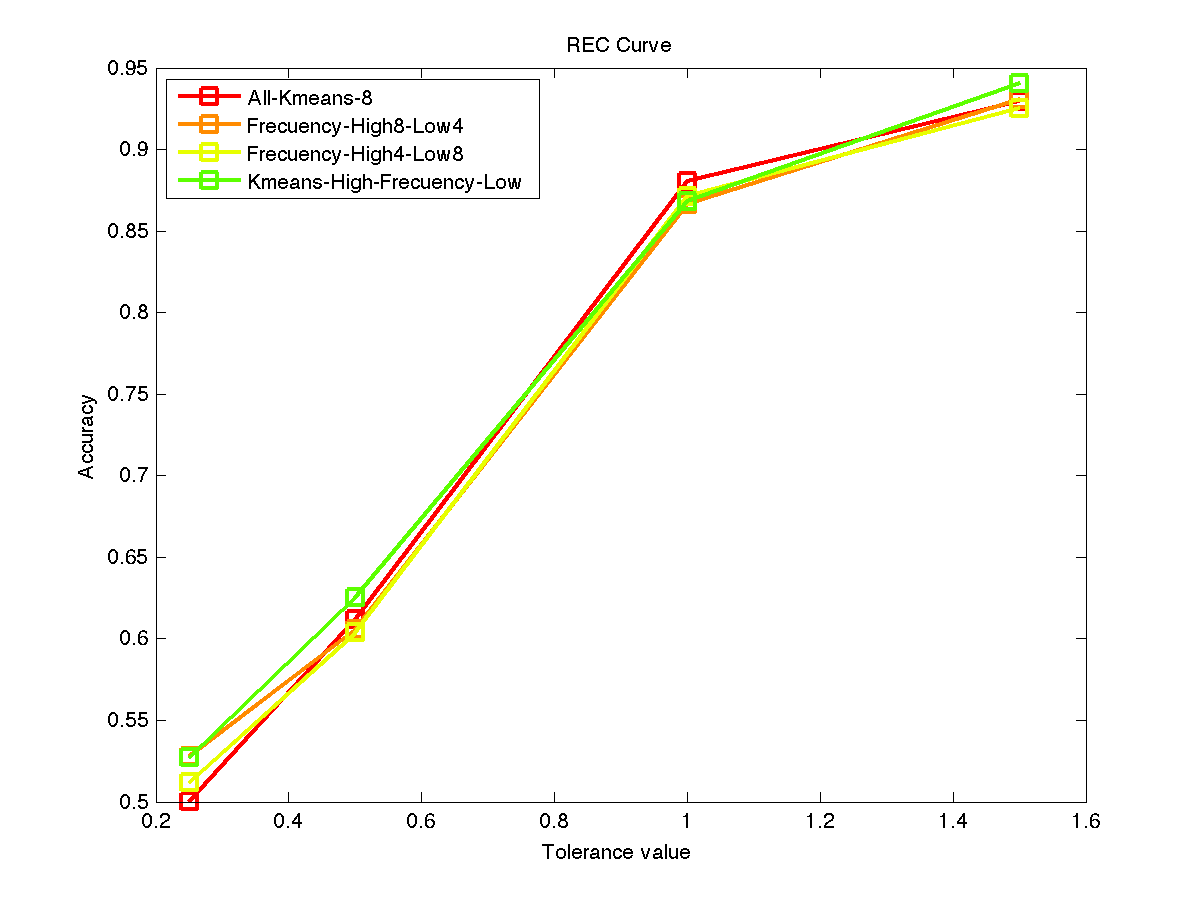 REC Curve
0.95
0.9
0.85
0.8
0.75
0.7
0.65
0.6
0.55
0.5
Accuracy
All-Kmeans-8
Frecuency-High8-Low4
Frecuency-High4-Low8
Kmeans-High-Frecuency-Low
0.2 0.4 0.6 0.8 1 1.2 1.4 1.6
Tolerance value